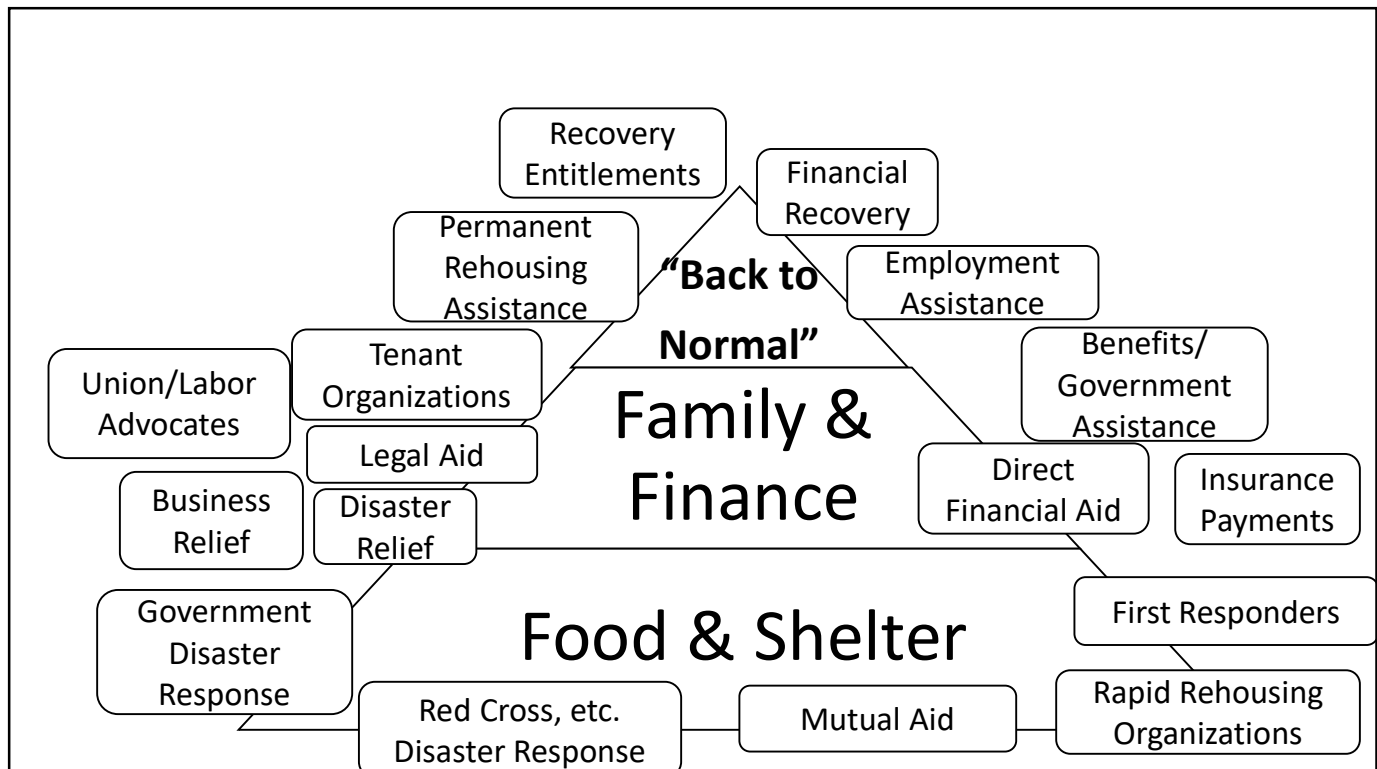 Recovery
Entitlements
Financial
Recovery
Permanent
Rehousing
Assistance
“Back to
Normal”
Employment
Assistance
Tenant
Organizations
Union/Labor
Advocates
Benefits/
Government
Assistance
Family &
Finance
Legal Aid
Direct
Financial Aid
Insurance
Payments
Business
Relief
Disaster
Relief
Government
Disaster
Response
Food & Shelter
First Responders
Red Cross, etc.
Disaster Response
Mutual Aid
Rapid Rehousing
Organizations